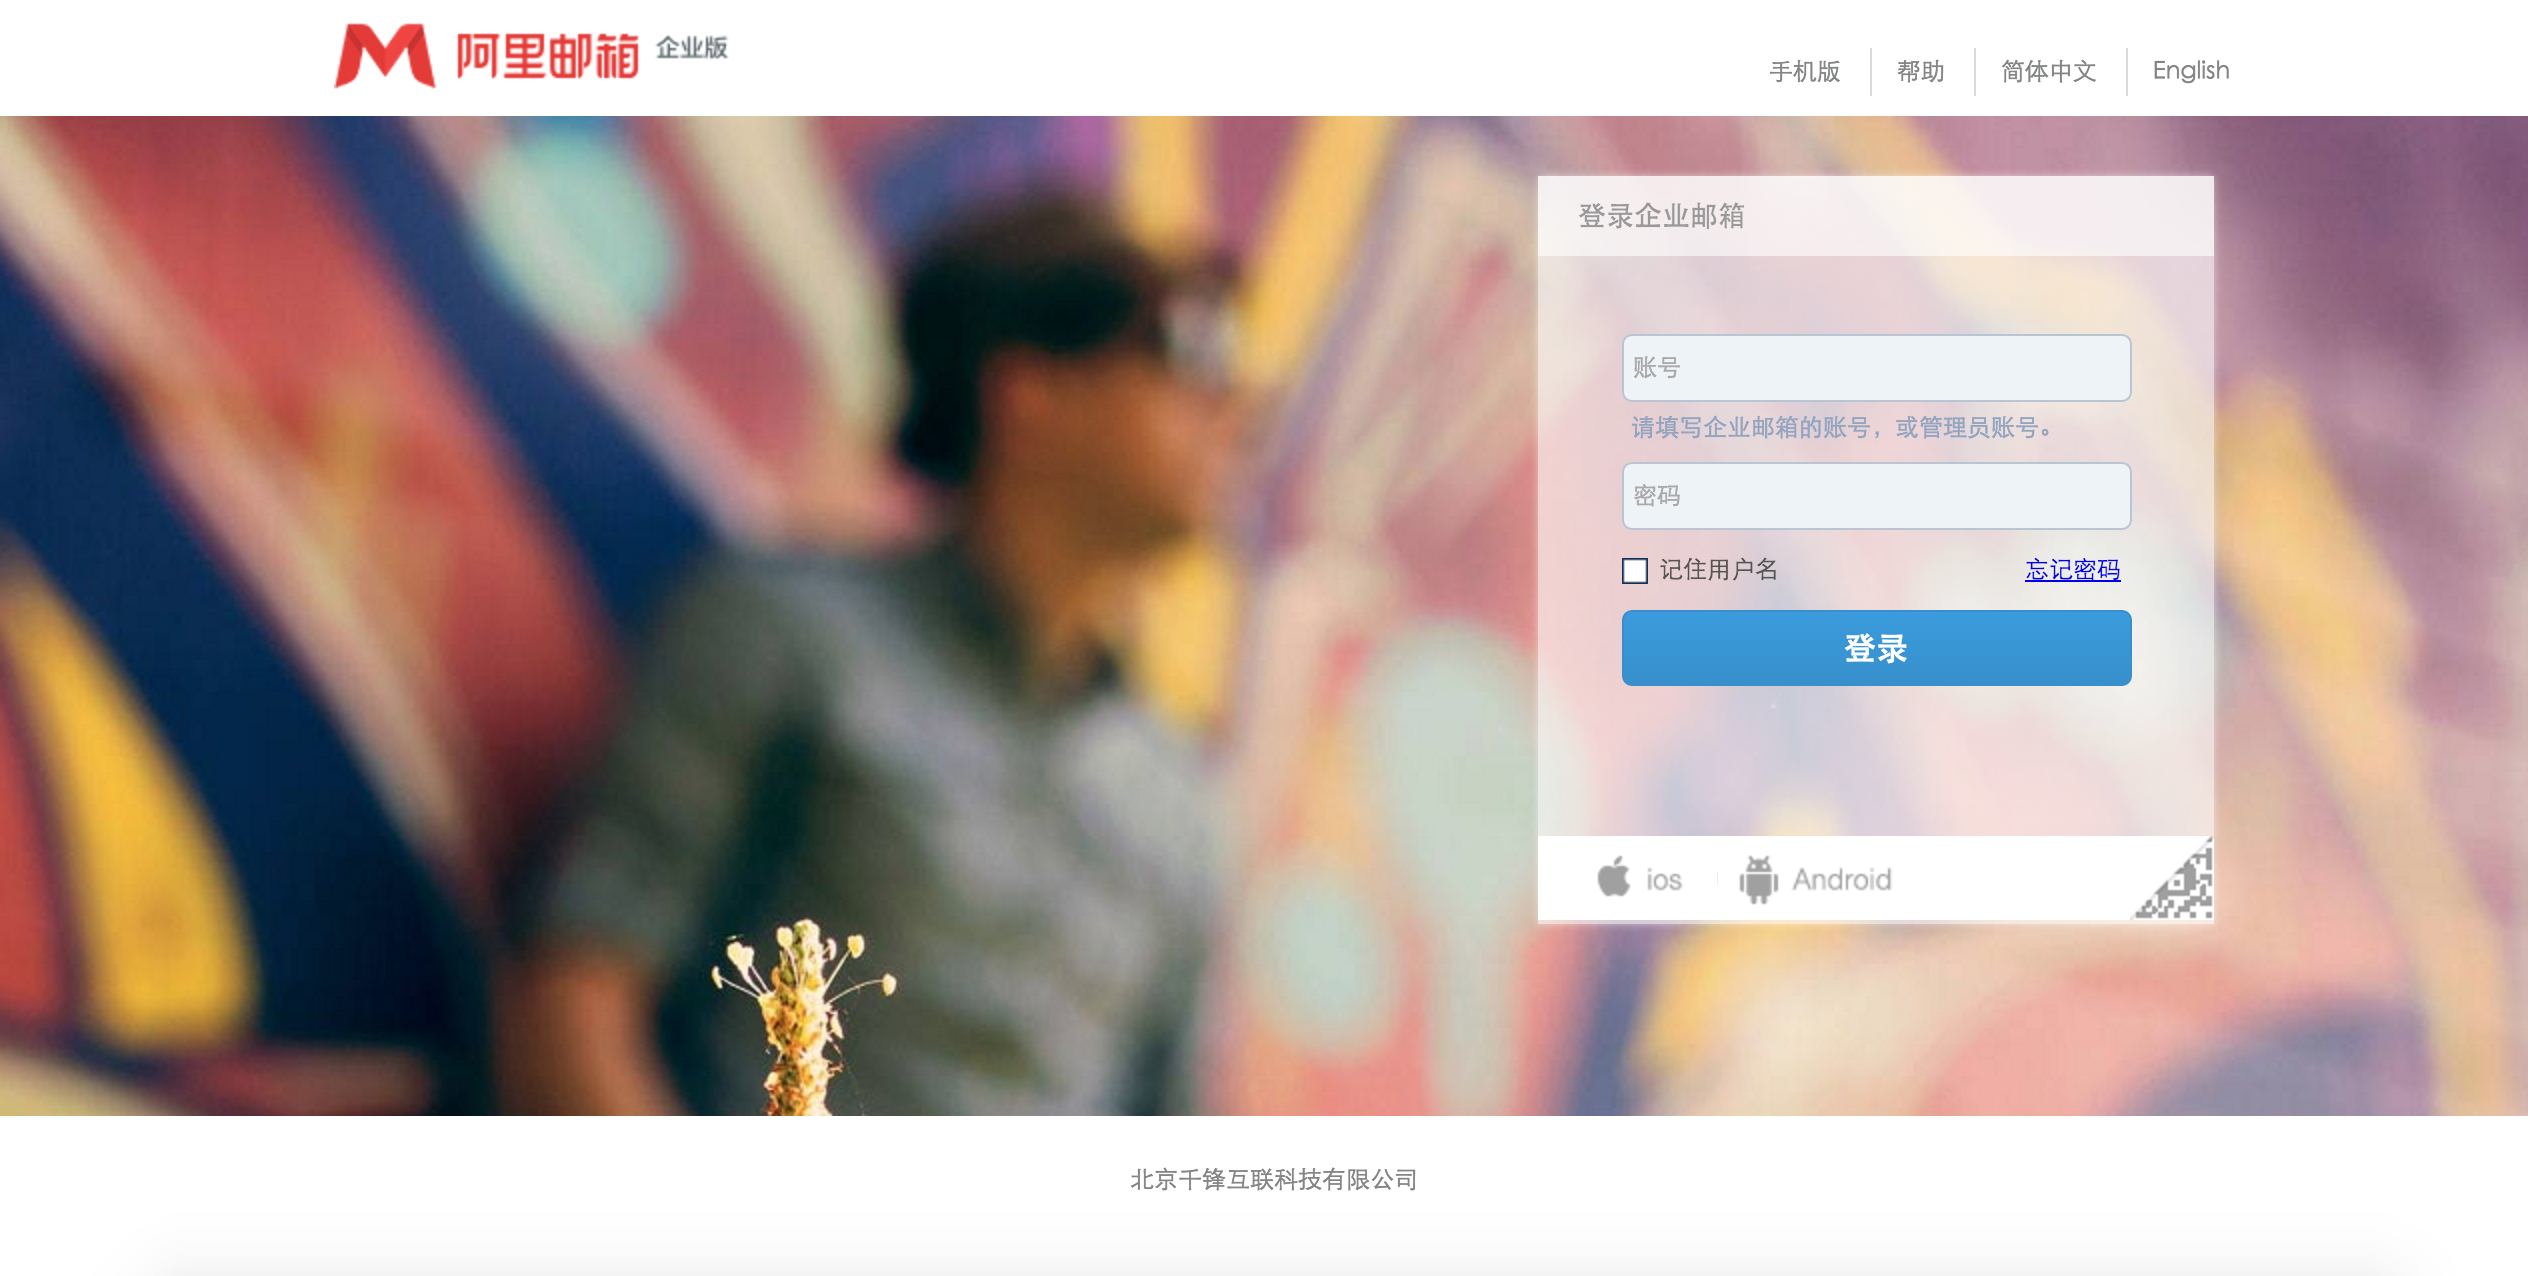 阿里邮箱 企业版
手机版 帮助 简体中文 English
登录企业邮箱
账号
请填写企业邮箱的账号，或管理员账号。
密码
记住用户名 忘记密码
登录
ios Android
北京千锋互联科技有限公司